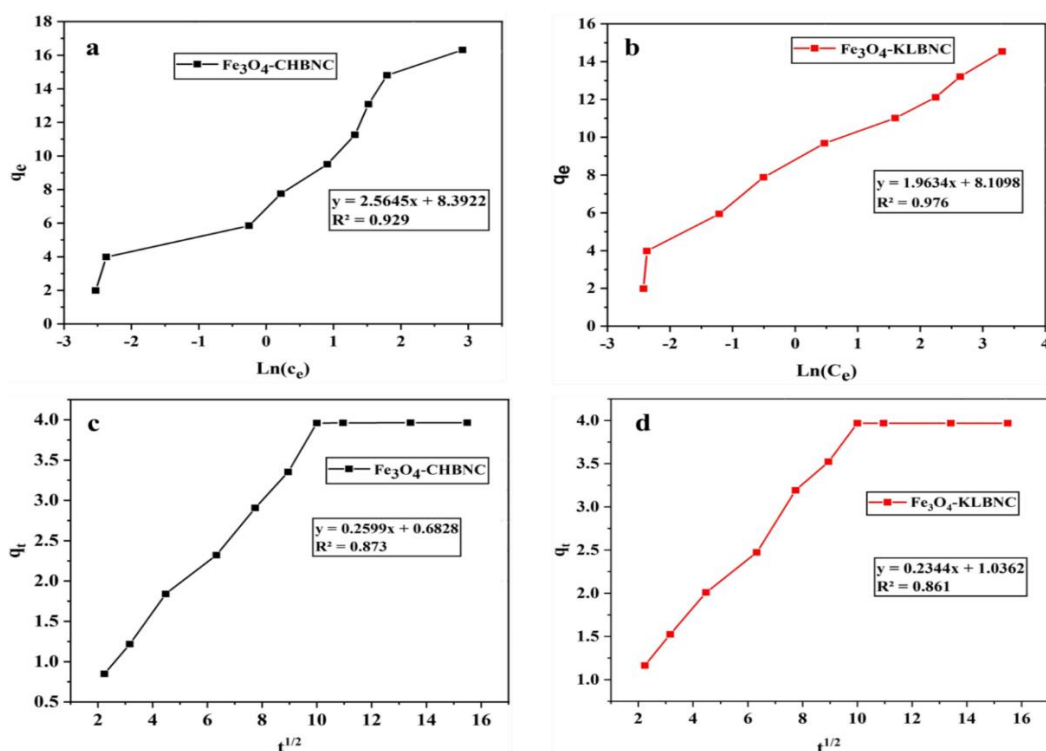 a
Fe₃O₄-CHBNC
y = 2.5645x + 8.3922
R² = 0.929
qe
18
16
14
12
10
8
6
4
2
0
-3 -2 -1 0 1 2 3
Ln(ce)
b
Fe₃O₄-KLBNC
y = 1.9634x + 8.1098
R² = 0.976
qe
16
14
12
10
8
6
4
2
0
-3 -2 -1 0 1 2 3 4
Ln(Ce)
c
Fe₃O₄-CHBNC
y = 0.2599x + 0.6828
R² = 0.873
qt
4.0
3.5
3.0
2.5
2.0
1.5
1.0
0.5
2 4 6 8 10 12 14 16
t1/2
d
Fe₃O₄-KLBNC
y = 0.2344x + 1.0362
R² = 0.861
qt
4.0
3.5
3.0
2.5
2.0
1.5
1.0
2 4 6 8 10 12 14 16
t1/2